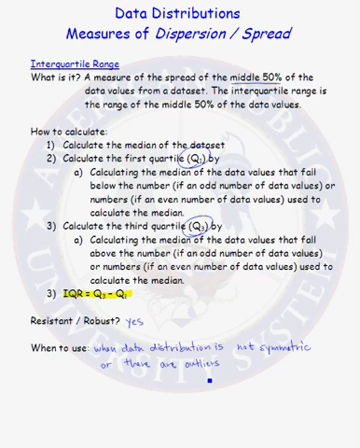 Data Distributions
Measures of Dispersion / Spread
Interquartile Range
What is it? A measure of the spread of the middle 50% of the
data values from a dataset. The interquartile range is
the range of the middle 50% of the data values.
How to calculate:
1) Calculate the median of the dataset
2) Calculate the first quartile (Q₁) by
a) Calculating the median of the data values that fall
below the number (if an odd number of data values) or
numbers (if an even number of data values) used to
calculate the median.
3) Calculate the third quartile (Q₃) by
a) Calculating the median of the data values that fall
above the number (if an odd number of data values)
or numbers (if an even number of data values) used to
calculate the median.
3) IQR = Q₃ - Q₁
Resistant / Robust? yes
When to use: when data distribution is not symmetric
or there are outliers
AMERICAN PUBLIC
UNIVERSITY SYSTEM